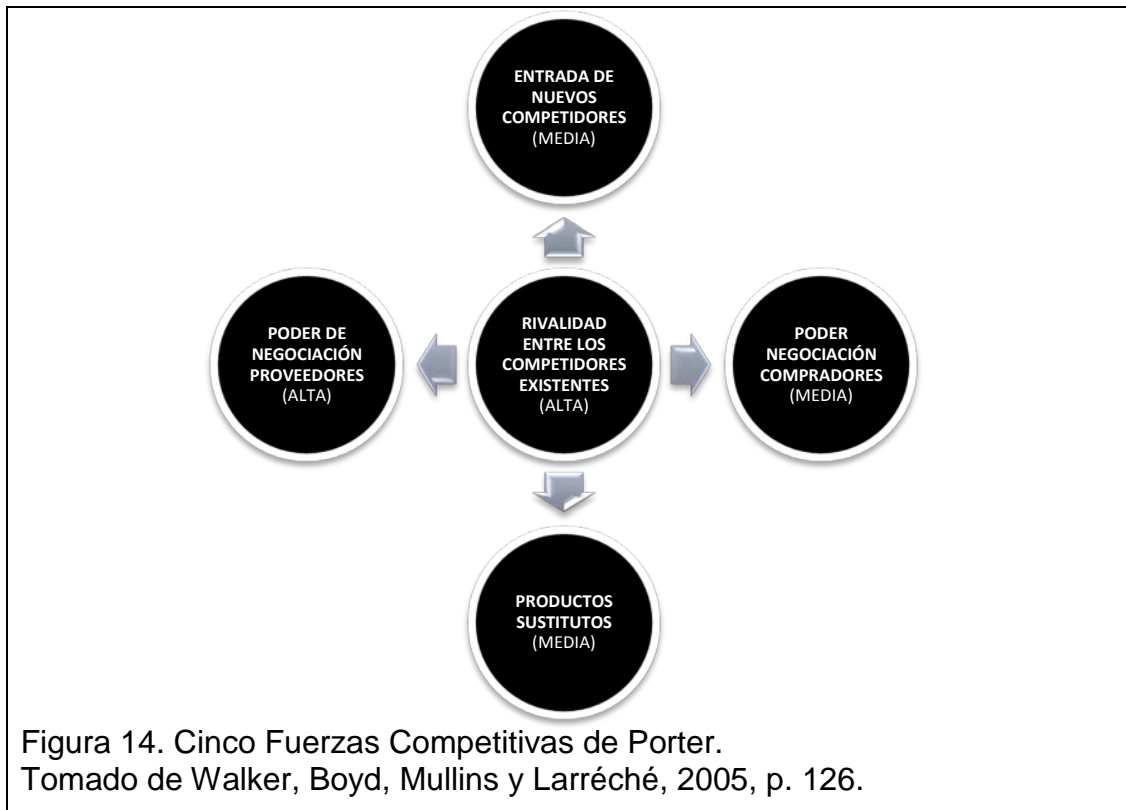 ENTRADA DE
NUEVOS
COMPETIDORES
(MEDIA)
PODER DE
NEGOCIACIÓN
PROVEEDORES
(ALTA)
RIVALIDAD
ENTRE LOS
COMPETIDORES
EXISTENTES
(ALTA)
PODER
NEGOCIACIÓN
COMPRADORES
(MEDIA)
PRODUCTOS
SUSTITUTOS
(MEDIA)
Figura 14. Cinco Fuerzas Competitivas de Porter.
Tomado de Walker, Boyd, Mullins y Larréché, 2005, p. 126.